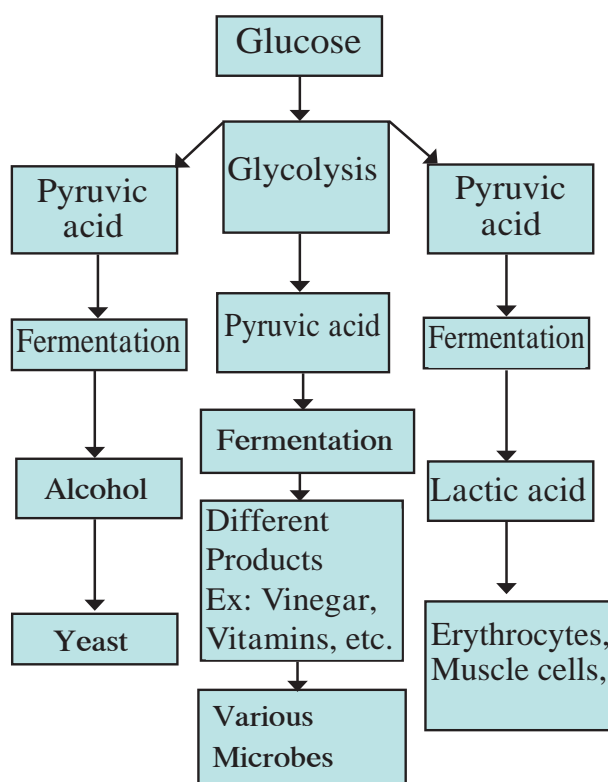 Glucose
Glycolysis
Pyruvic
acid
Fermentation
Alcohol
Yeast
Pyruvic acid
Fermentation
Different
Products
Ex: Vinegar,
Vitamins, etc.
Various
Microbes
Pyruvic
acid
Fermentation
Lactic acid
Erythrocytes,
Muscle cells,